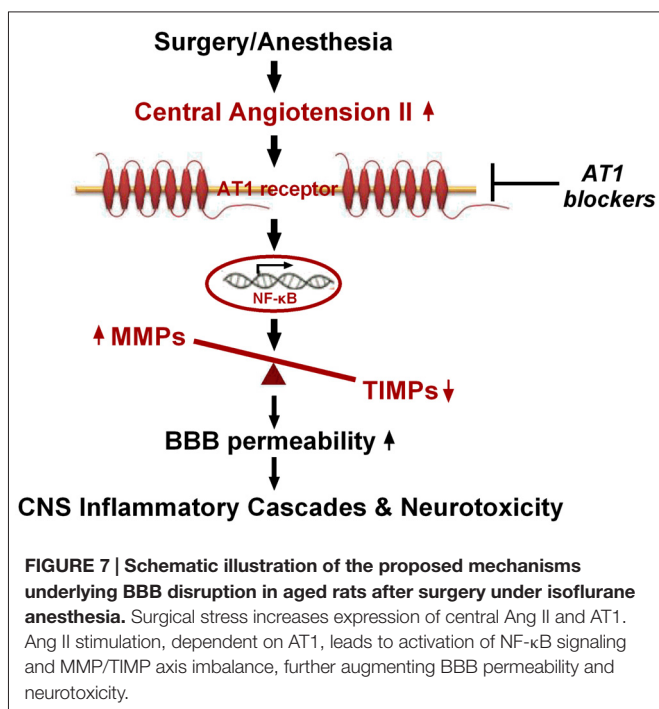 Surgery/Anesthesia
Central Angiotension II
AT1 receptor
AT1
blockers
NF-κB
MMPs
TIMPs
BBB permeability
CNS Inflammatory Cascades & Neurotoxicity
FIGURE 7 | Schematic illustration of the proposed mechanisms
underlying BBB disruption in aged rats after surgery under isoflurane
anesthesia. Surgical stress increases expression of central Ang II and AT1.
Ang II stimulation, dependent on AT1, leads to activation of NF-κB signaling
and MMP/TIMP axis imbalance, further augmenting BBB permeability and
neurotoxicity.